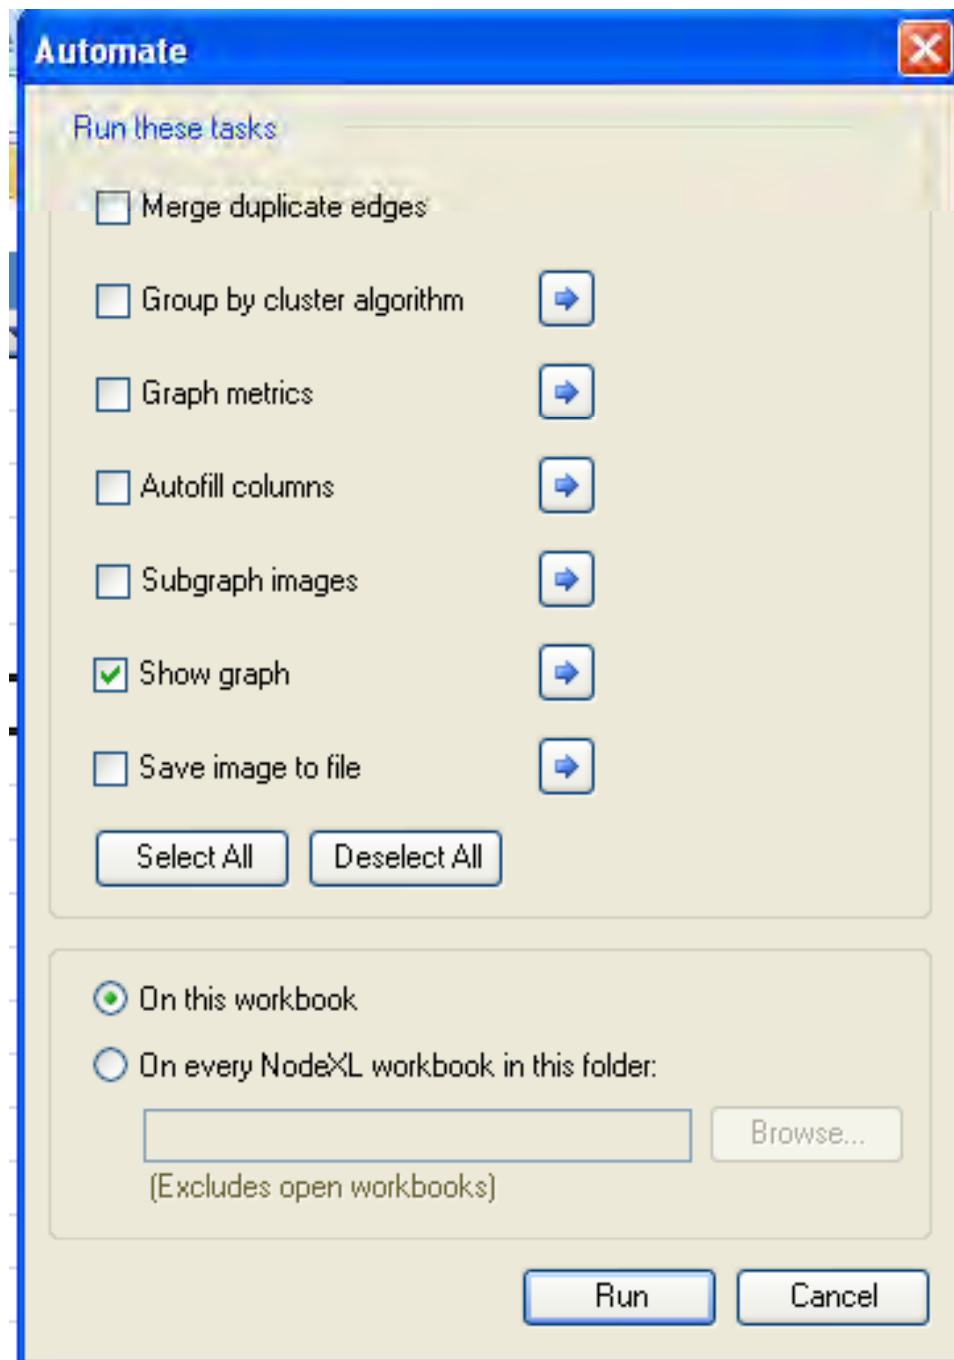 Automate
Run these tasks
Merge duplicate edges
Group by cluster algorithm
Graph metrics
Autofill columns
Subgraph images
Show graph
Save image to file
Select All Deselect All
On this workbook
On every NodeXL workbook in this folder:
Browse...
(Excludes open workbooks)
Run Cancel